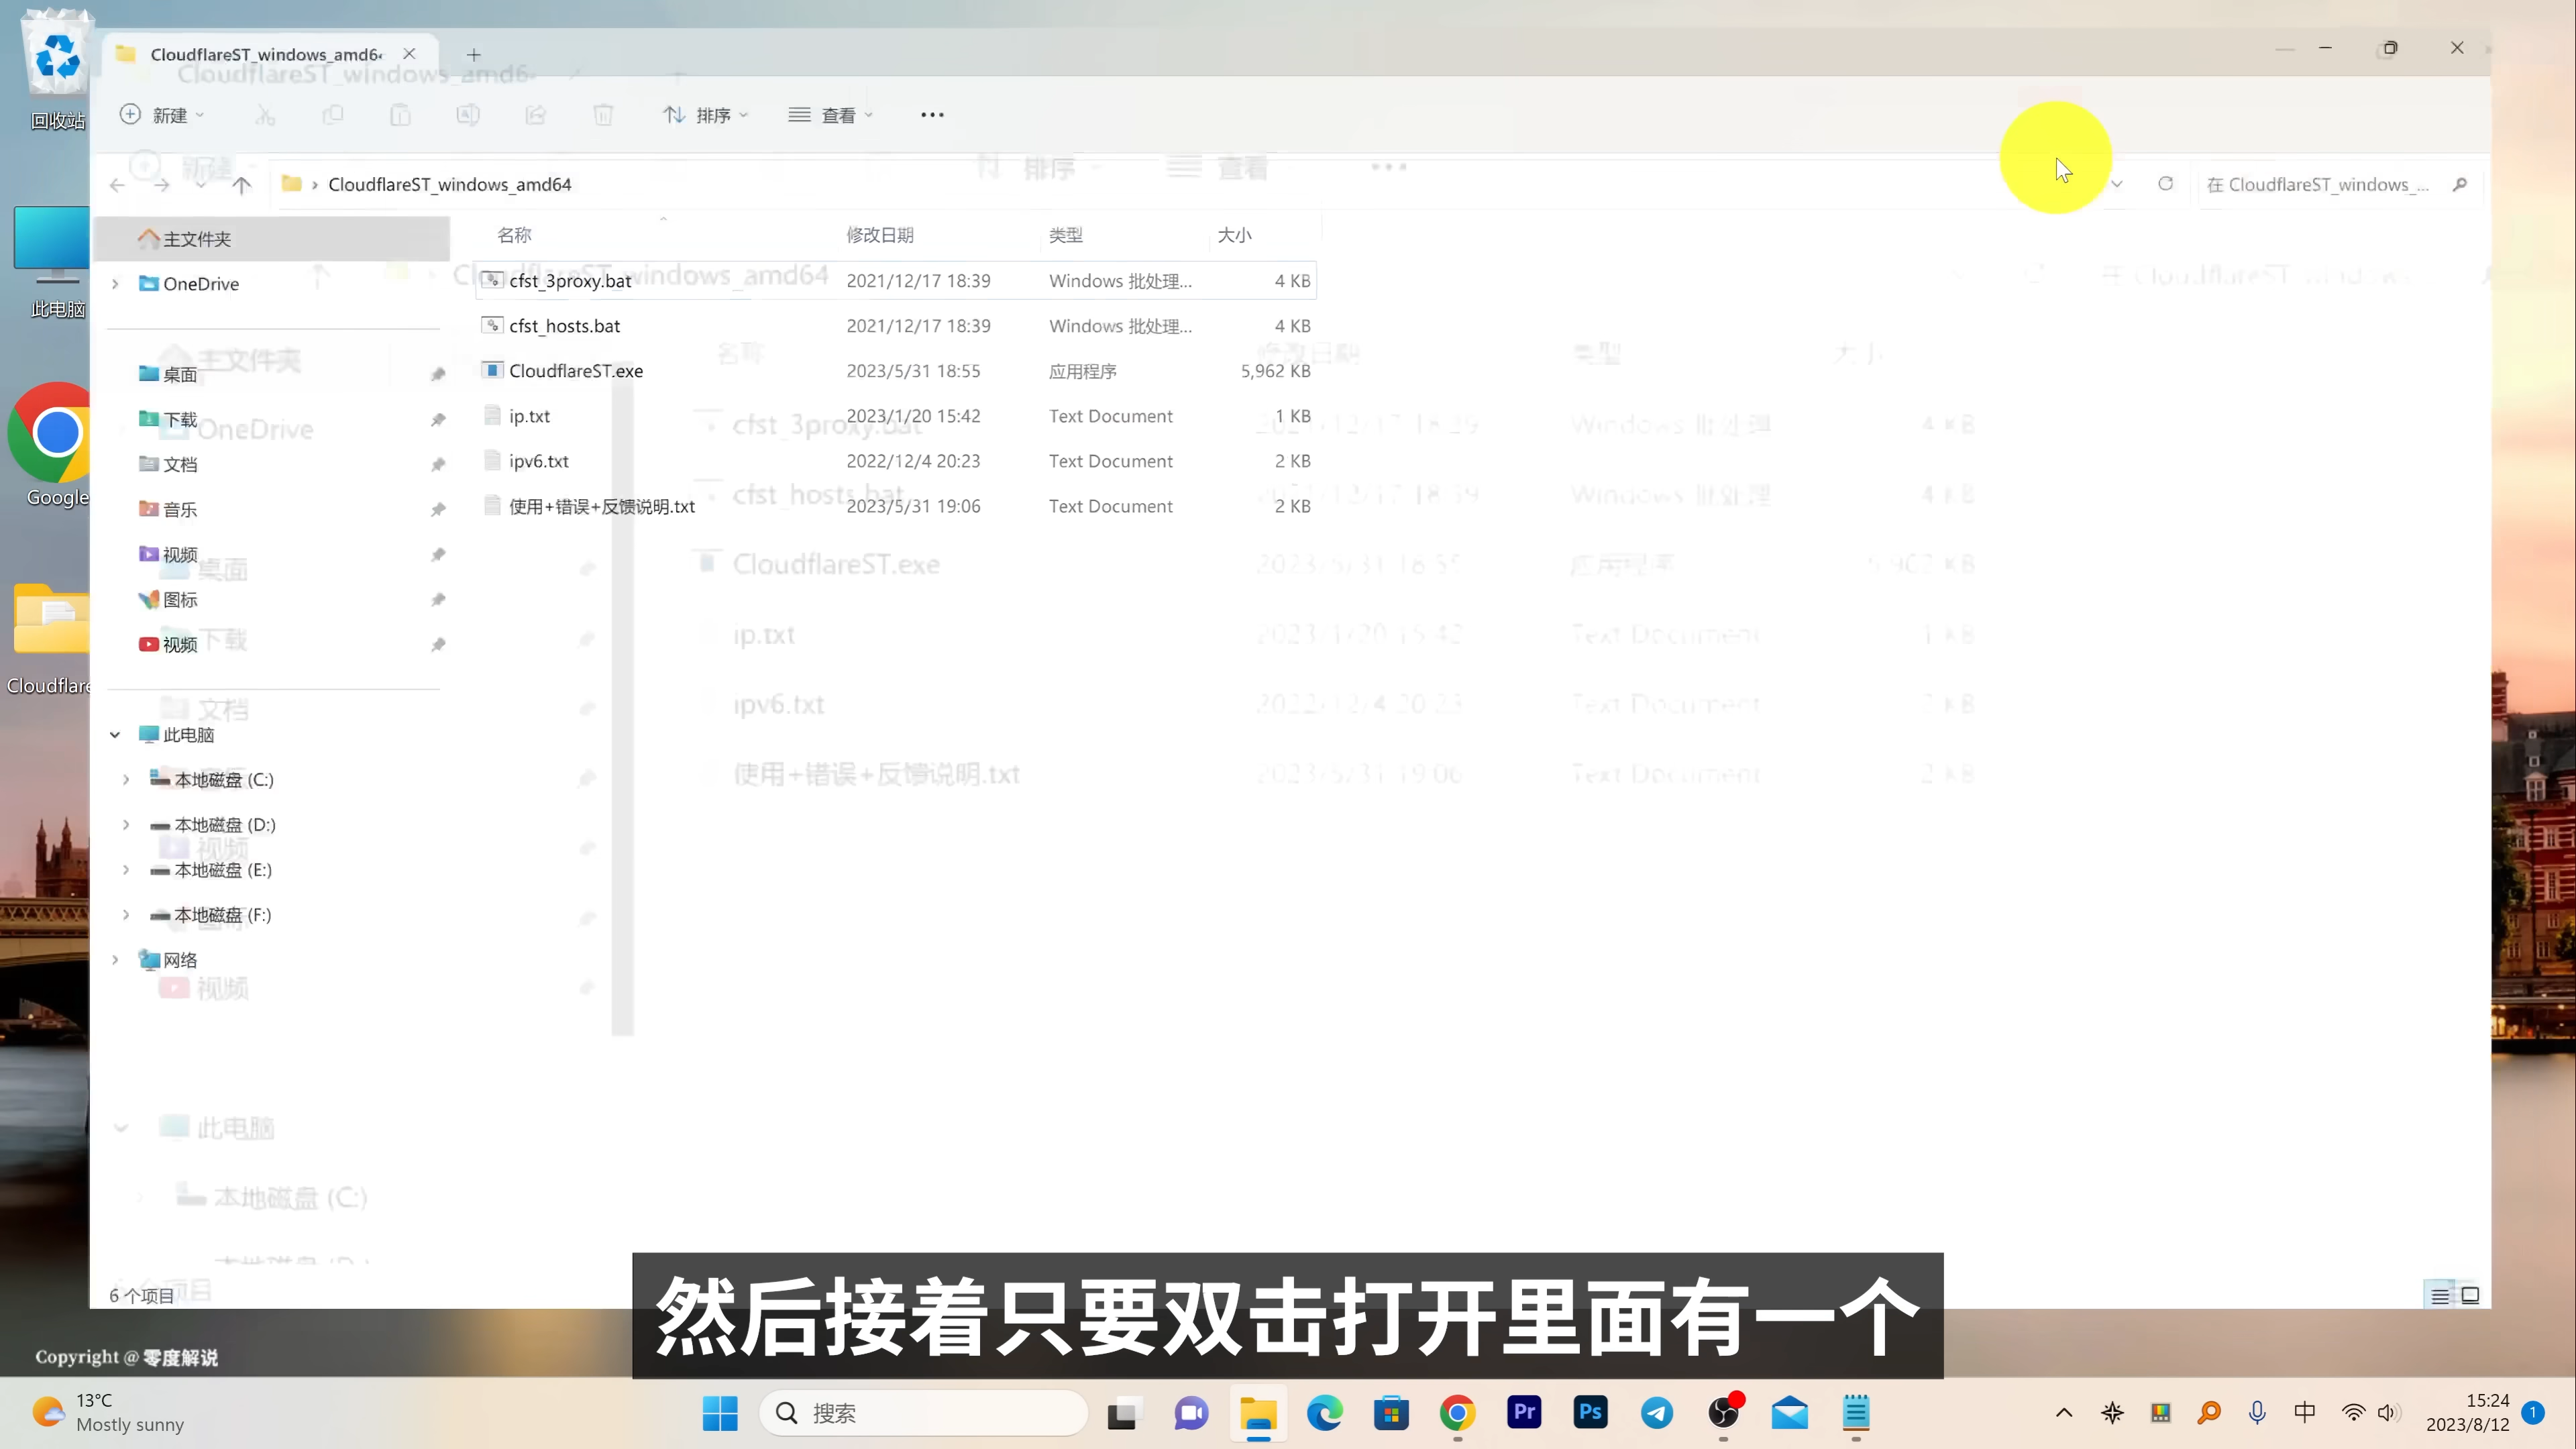 回收站
此电脑
Google
Cloudflare
CloudflareST_windows_amd64
新建
排序
查看
CloudflareST_windows_amd64
在 CloudflareST_windows_...
主文件夹
OneDrive
桌面
下载
文档
音乐
视频
图标
视频
此电脑
本地磁盘 (C:)
本地磁盘 (D:)
本地磁盘 (E:)
本地磁盘 (F:)
网络
名称 修改日期 类型 大小
cfst_3proxy.bat 2021/12/17 18:39 Windows 批处理... 4 KB
cfst_hosts.bat 2021/12/17 18:39 Windows 批处理... 4 KB
CloudflareST.exe 2023/5/31 18:55 应用程序 5,962 KB
ip.txt 2023/1/20 15:42 Text Document 1 KB
ipv6.txt 2022/12/4 20:23 Text Document 2 KB
使用+错误+反馈说明.txt 2023/5/31 19:06 Text Document 2 KB
6 个项目
然后接着只要双击打开里面有一个
Copyright @ 零度解说
13°C
Mostly sunny
搜索
Pr
Ps
中
15:24
2023/8/12
1